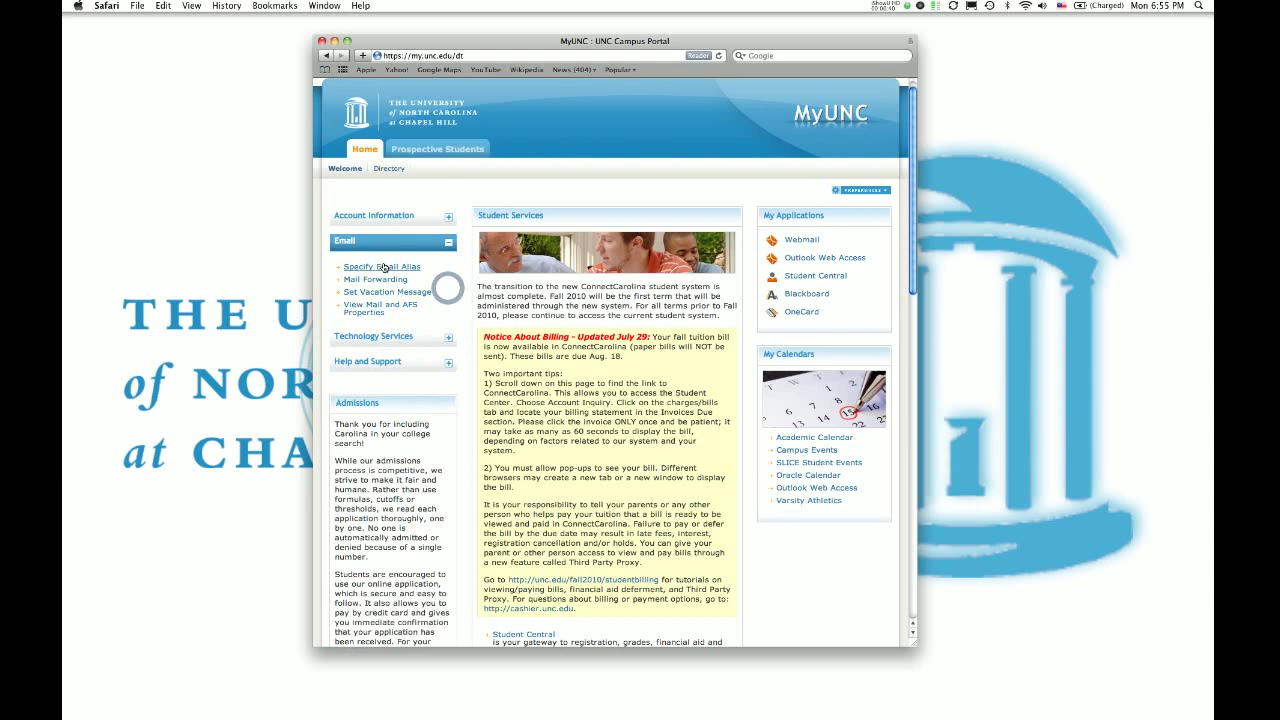 Safari File Edit View History Bookmarks Window Help
iShowU HD
00:00:40
(Charged) Mon 6:55 PM
MyUNC : UNC Campus Portal
https://my.unc.edu/dt
Reader
Google
Apple Yahoo! Google Maps YouTube Wikipedia News (404) Popular
THE UNIVERSITY
of NORTH CAROLINA
at CHAPEL HILL
MyUNC
Home Prospective Students
Welcome Directory
PREFERENCES
Account Information
Email
Specify Email Alias
Mail Forwarding
Set Vacation Message
View Mail and AFS
Properties
Technology Services
Help and Support
Admissions
Thank you for including
Carolina in your college
search!
While our admissions
process is competitive, we
strive to make it fair and
humane. Rather than use
formulas, cutoffs or
thresholds, we read each
application thoroughly, one
by one. No one is
automatically admitted or
denied because of a single
number.
Students are encouraged to
use our online application,
which is secure and easy to
follow. It also allows you to
pay by credit card and gives
you immediate confirmation
that your application has
been received. For your
Student Services
The transition to the new ConnectCarolina student system is
almost complete. Fall 2010 will be the first term that will be
administered through the new system. For all terms prior to Fall
2010, please continue to access the current student system.
Notice About Billing - Updated July 29: Your fall tuition bill
is now available in ConnectCarolina (paper bills will NOT be
sent). These bills are due Aug. 18.
Two important tips:
1) Scroll down on this page to find the link to
ConnectCarolina. This allows you to access the Student
Center. Choose Account Inquiry. Click on the charges/bills
tab and locate your billing statement in the Invoices Due
section. Please click the invoice ONLY once and be patient; it
may take as many as 60 seconds to display the bill,
depending on factors related to our system and your
system.
2) You must allow pop-ups to see your bill. Different
browsers may create a new tab or a new window to display
the bill.
It is your responsibility to tell your parents or any other
person who helps pay your tuition that a bill is ready to be
viewed and paid in ConnectCarolina. Failure to pay or defer
the bill by the due date may result in late fees, interest,
registration cancellation and/or holds. You can give your
parent or other person access to view and pay bills through
a new feature called Third Party Proxy.
Go to http://unc.edu/fall2010/studentbilling for tutorials on
viewing/paying bills, financial aid deferment, and Third Party
Proxy. For questions about billing or payment options, go to:
http://cashier.unc.edu.
Student Central
is your gateway to registration, grades, financial aid and
My Applications
Webmail
Outlook Web Access
Student Central
Blackboard
OneCard
My Calendars
T W T F
1 2
6 7 8 9
12 13 14 15 16
22
Academic Calendar
Campus Events
SLICE Student Events
Oracle Calendar
Outlook Web Access
Varsity Athletics
THE U
of NOR
at CHA